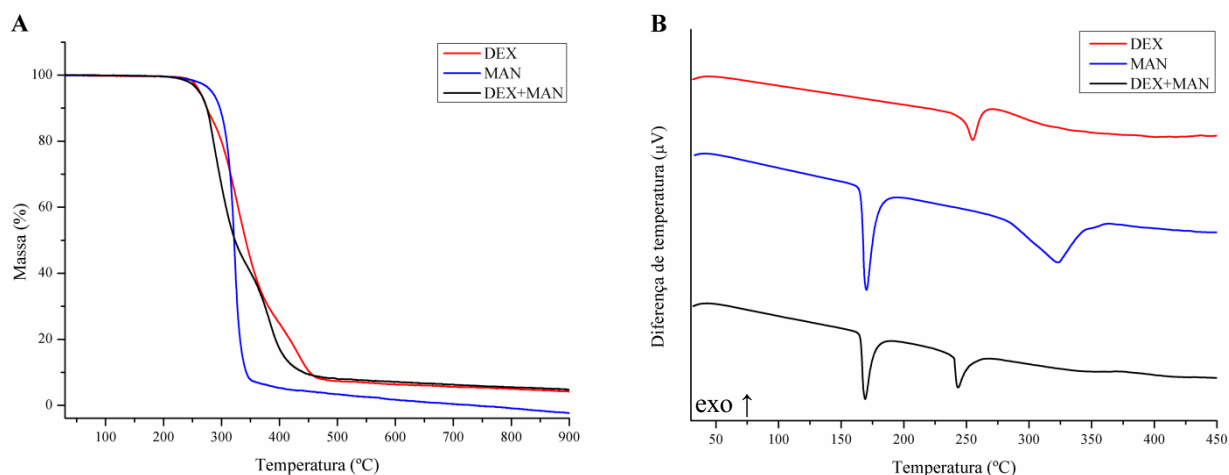 A
DEX
MAN
DEX+MAN
Massa (%)
100
80
60
40
20
0
100 200 300 400 500 600 700 800 900
Temperatura (ºC)
B
DEX
MAN
DEX+MAN
Diferença de temperatura (µV)
exo ↑
50 100 150 200 250 300 350 400 450
Temperatura (ºC)